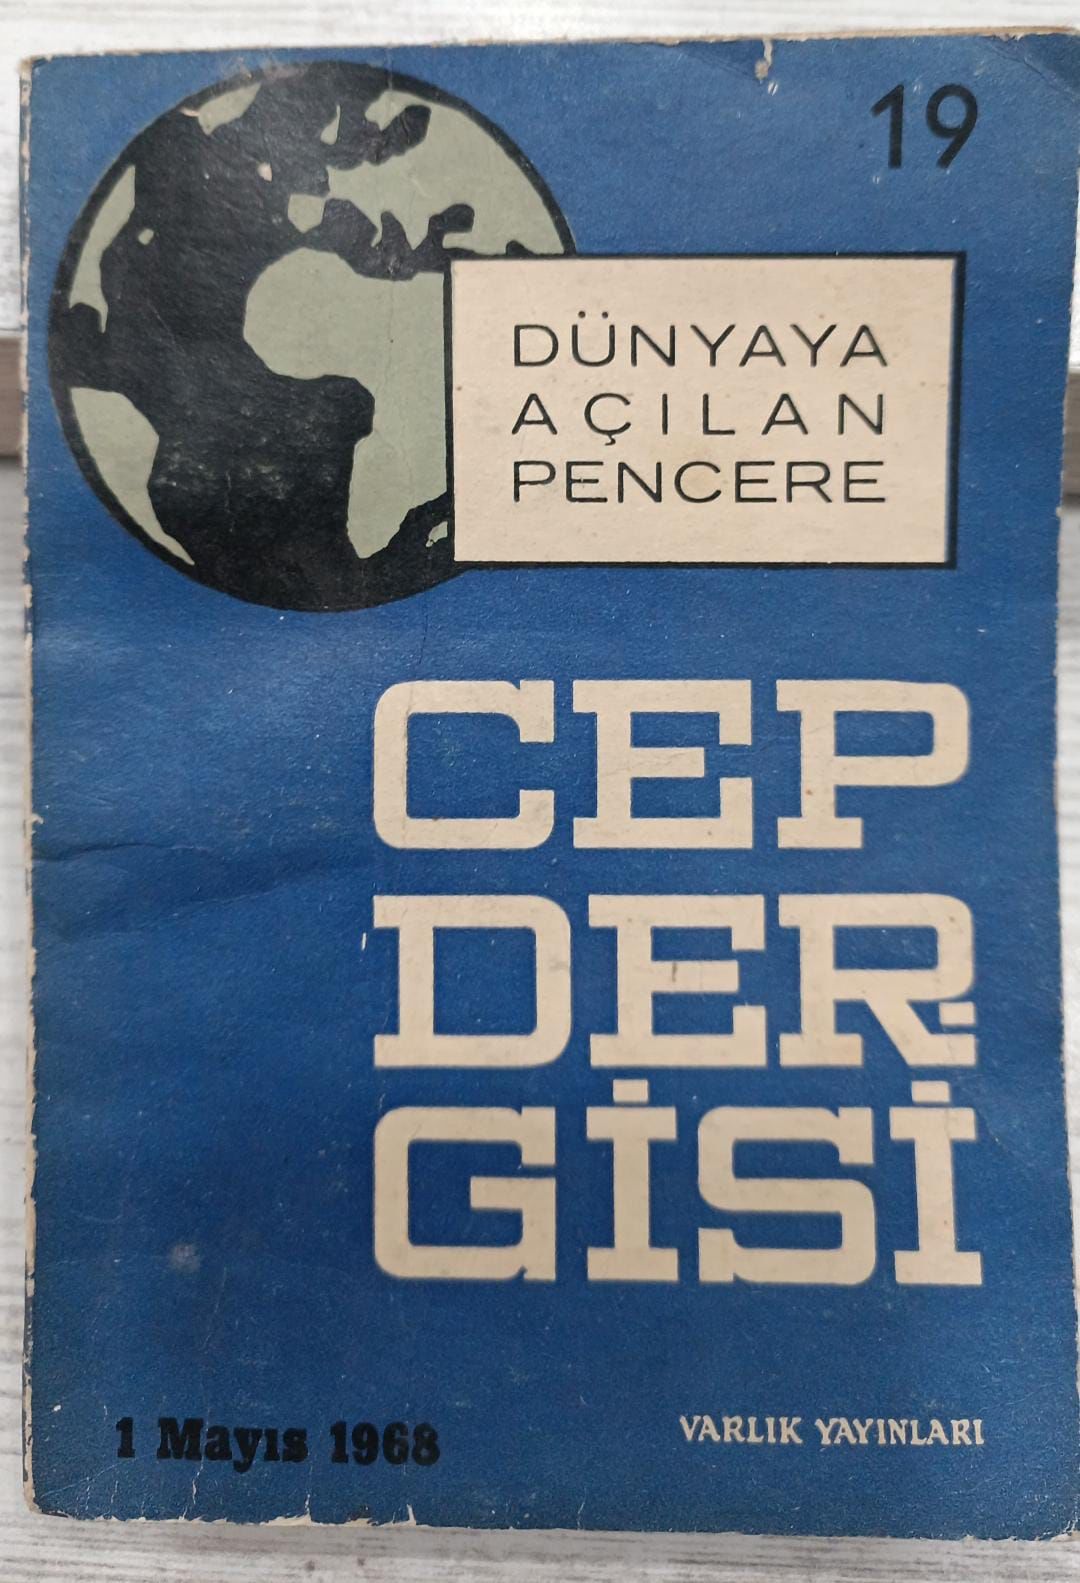 19
DÜNYAYA
AÇILAN
PENCERE
CEP
DER
GİSİ
1 Mayıs 1968
VARLIK YAYINLARI